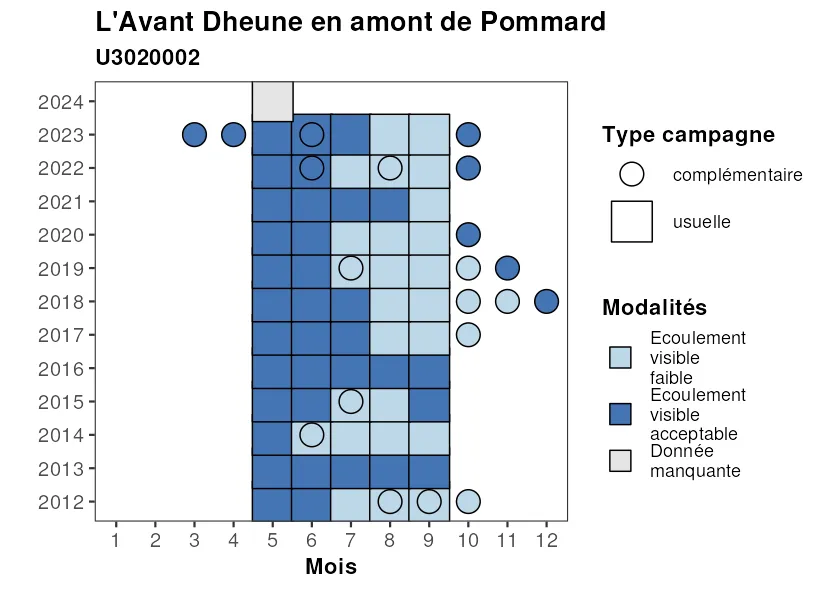 L'Avant Dheune en amont de Pommard
U3020002
2024
2023
2022
2021
2020
2019
2018
2017
2016
2015
2014
2013
2012
1 2 3 4 5 6 7 8 9 10 11 12
Mois
Type campagne
complémentaire
usuelle
Modalités
Ecoulement
visible
faible
Ecoulement
visible
acceptable
Donnée
manquante